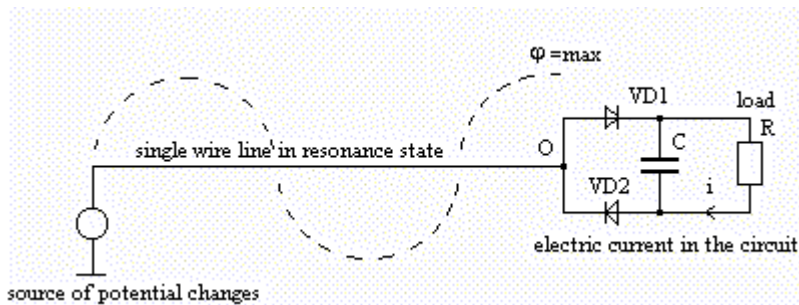 φ =max
VD1
load
single wire line in resonance state
O
C
R
VD2
i
electric current in the circuit
source of potential changes